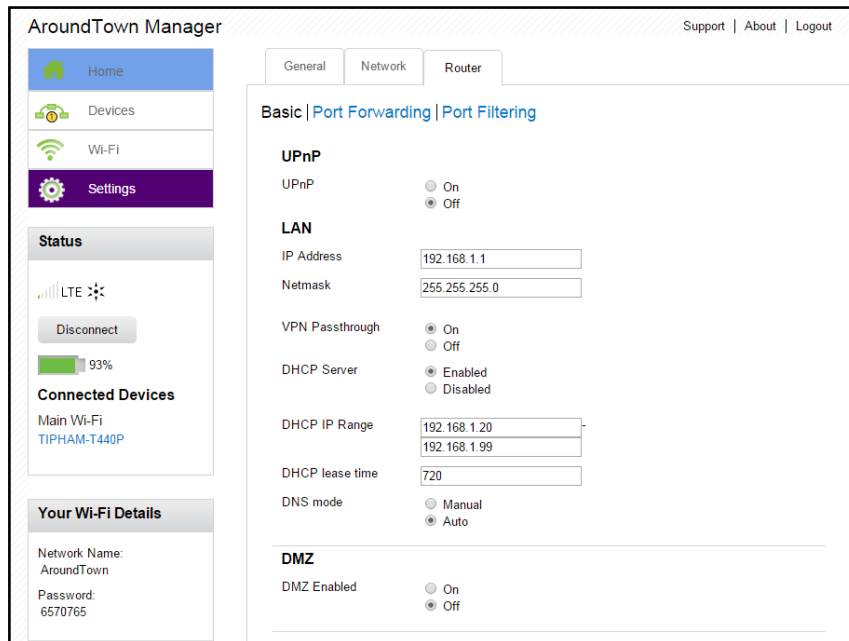 AroundTown Manager
Support | About | Logout
Home
Devices
Wi-Fi
Settings
Status
LTE
Disconnect
93%
Connected Devices
Main Wi-Fi
TIPHAM-T440P
Your Wi-Fi Details
Network Name:
AroundTown
Password:
6570765
General
Network
Router
Basic | Port Forwarding | Port Filtering
UPnP
UPnP
On
Off
LAN
IP Address
192.168.1.1
Netmask
255.255.255.0
VPN Passthrough
On
Off
DHCP Server
Enabled
Disabled
DHCP IP Range
192.168.1.20 -
192.168.1.99
DHCP lease time
720
DNS mode
Manual
Auto
DMZ
DMZ Enabled
On
Off